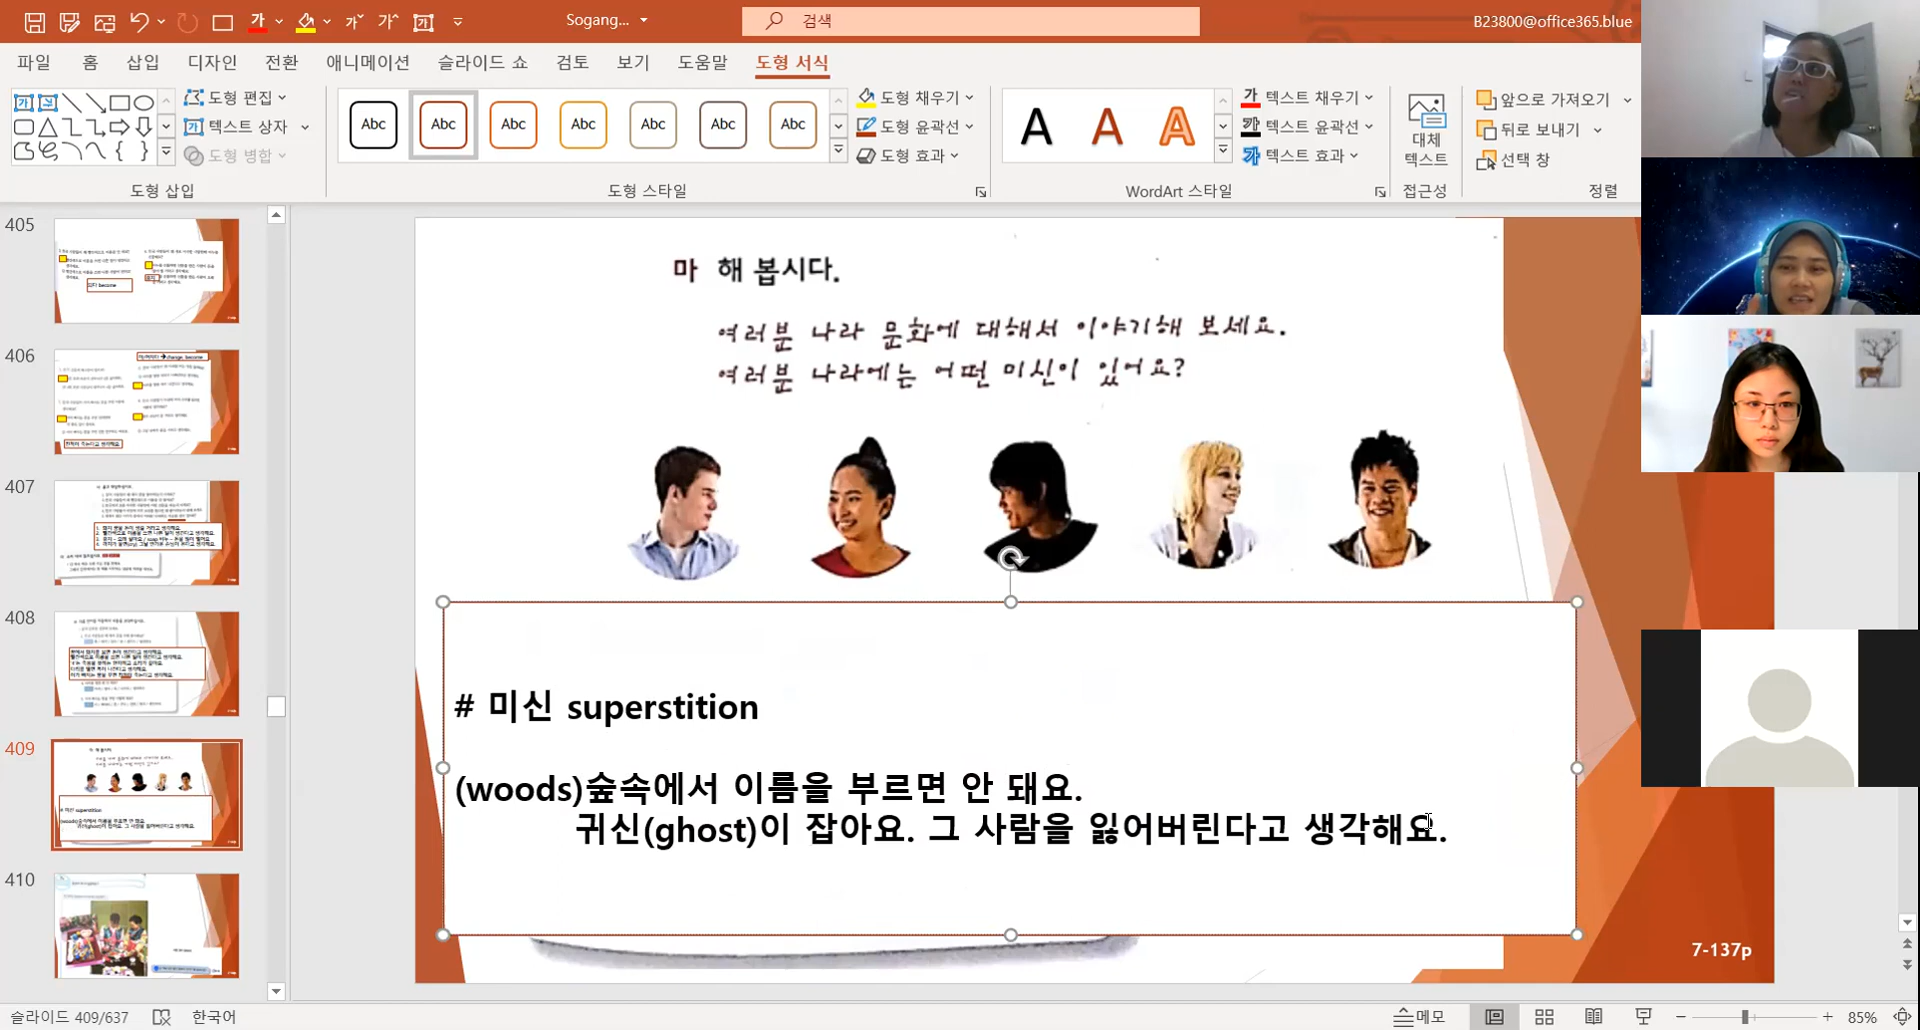 Sogang...
검색
B23800@office365.blue
파일 홈 삽입 디자인 전환 애니메이션 슬라이드 쇼 검토 보기 도움말 도형 서식
도형 편집
텍스트 상자
도형 병합
도형 삽입
Abc Abc Abc Abc Abc Abc Abc
도형 채우기
도형 윤곽선
도형 효과
도형 스타일
A A A
텍스트 채우기
텍스트 윤곽선
텍스트 효과
WordArt 스타일
대체
텍스트
접근성
앞으로 가져오기
뒤로 보내기
선택 창
정렬
405
406
407
408
409
410
마 해 봅시다.
여러분 나라 문화에 대해서 이야기해 보세요.
여러분 나라에는 어떤 미신이 있어요?
# 미신 superstition
(woods)숲속에서 이름을 부르면 안 돼요.
귀신(ghost)이 잡아요. 그 사람을 잃어버린다고 생각해요.
7-137p
슬라이드 409/637
한국어
메모
85%